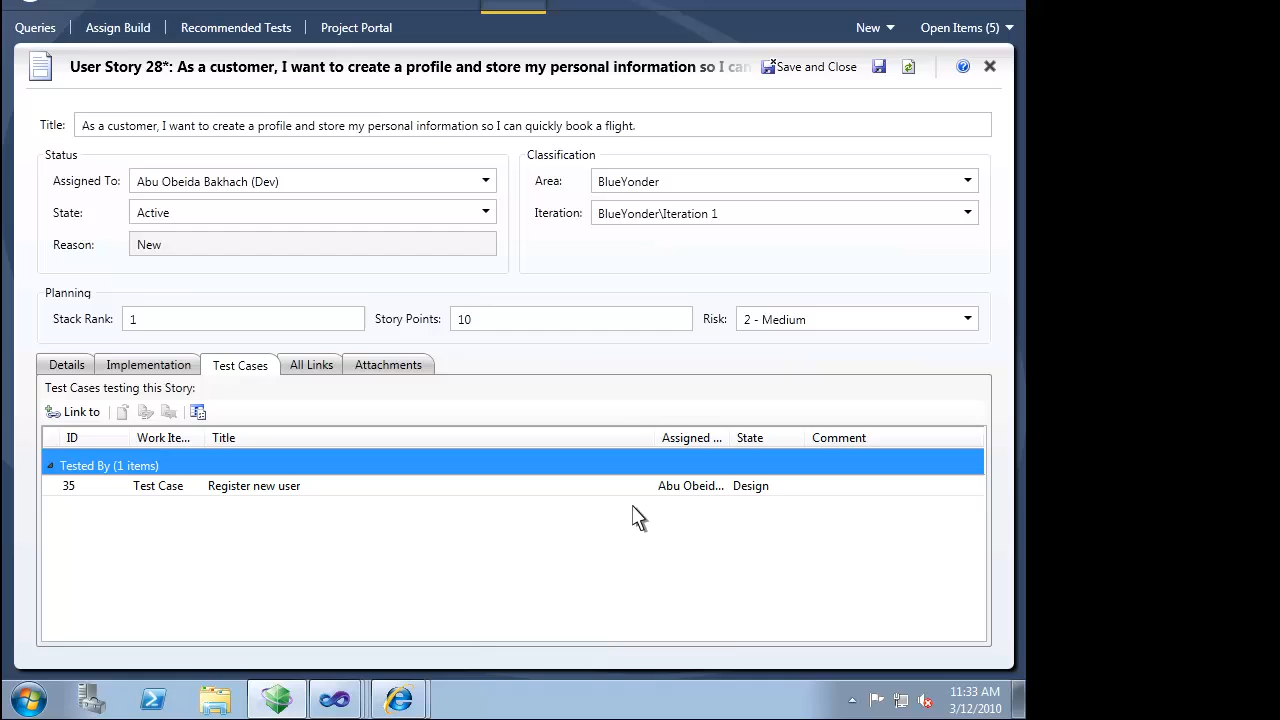 Queries Assign Build Recommended Tests Project Portal New Open Items (5)
User Story 28*: As a customer, I want to create a profile and store my personal information so I can Save and Close
Title: As a customer, I want to create a profile and store my personal information so I can quickly book a flight.
Status Classification
Assigned To: Abu Obeida Bakhach (Dev) Area: BlueYonder
State: Active Iteration: BlueYonder\Iteration 1
Reason: New
Planning
Stack Rank: 1 Story Points: 10 Risk: 2 - Medium
Details Implementation Test Cases All Links Attachments
Test Cases testing this Story:
Link to
ID Work Ite... Title Assigned ... State Comment
Tested By (1 items)
35 Test Case Register new user Abu Obeid... Design
11:33 AM
3/12/2010